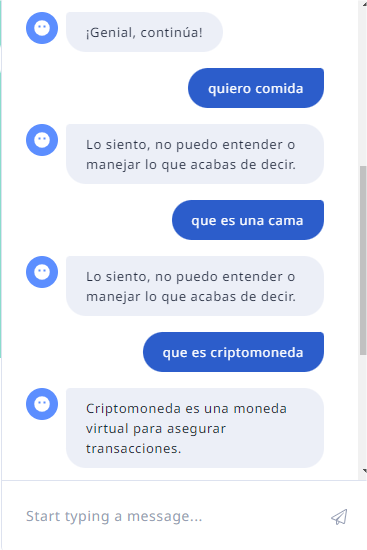 ¡Genial, continúa!
quiero comida
Lo siento, no puedo entender o
manejar lo que acabas de decir.
que es una cama
Lo siento, no puedo entender o
manejar lo que acabas de decir.
que es criptomoneda
Criptomoneda es una moneda
virtual para asegurar
transacciones.
Start typing a message...